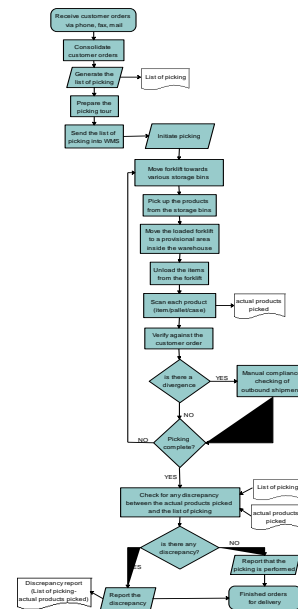 Receive customer orders
via phone, fax, mail
Consolidate
customer orders
Generate the
list of picking
List of picking
Prepare the
picking tour
Send the list of
picking into WMS
Initiate picking
Move forklift towards
various storage bins
Pick up the products
from the storage bins
Move the loaded forklift
to a provisional area
inside the warehouse
Unload the items
from the forklift
Scan each product
(item/pallet/case)
actual products
picked
Verify against the
customer order
is there a
divergence
YES
Manual complianc
checking of
outbound shipmen
NO
Picking
complete?
NO
YES
Check for any discrepancy
between the actual products picked
and the list of picking
List of picking
actual products
picked
is there any
discrepancy?
NO
YES
Report that the
picking is performed
Discrepancy report
(List of picking-
actual products picked)
Report the
discrepancy
Finished orders
for delivery